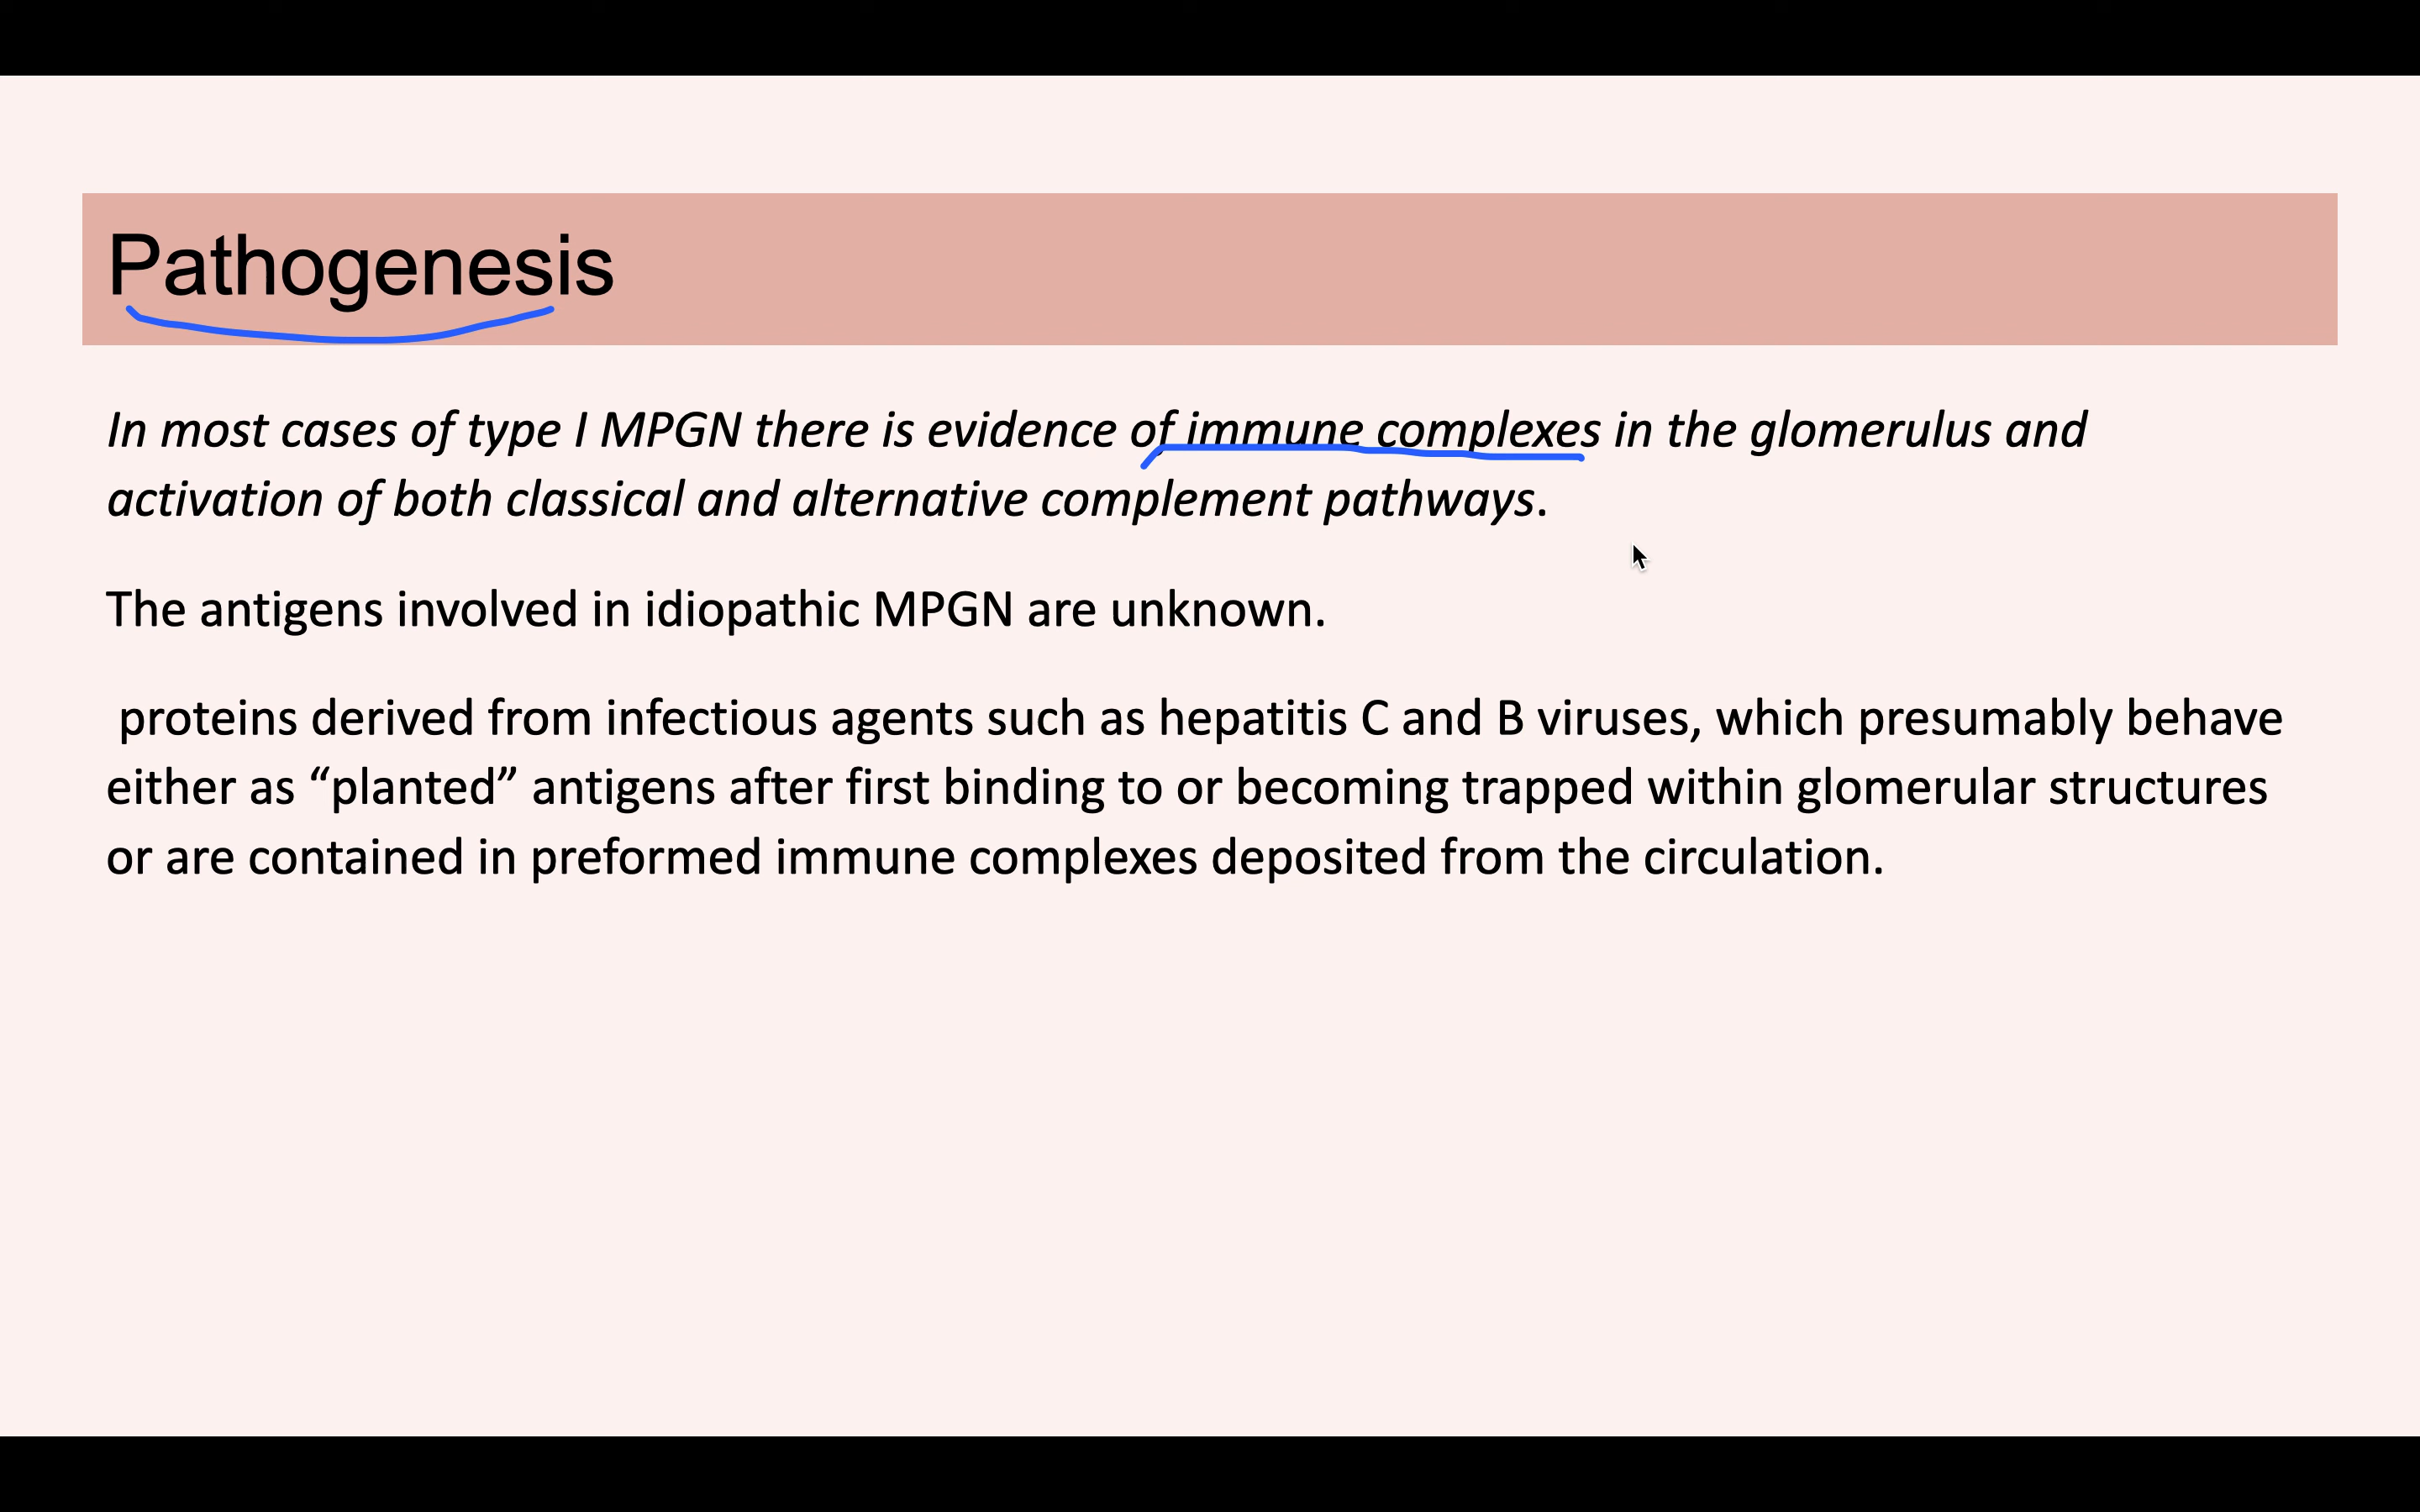 Pathogenesis
In most cases of type I MPGN there is evidence of immune complexes in the glomerulus and
activation of both classical and alternative complement pathways.
The antigens involved in idiopathic MPGN are unknown.
proteins derived from infectious agents such as hepatitis C and B viruses, which presumably behave
either as “planted” antigens after first binding to or becoming trapped within glomerular structures
or are contained in preformed immune complexes deposited from the circulation.